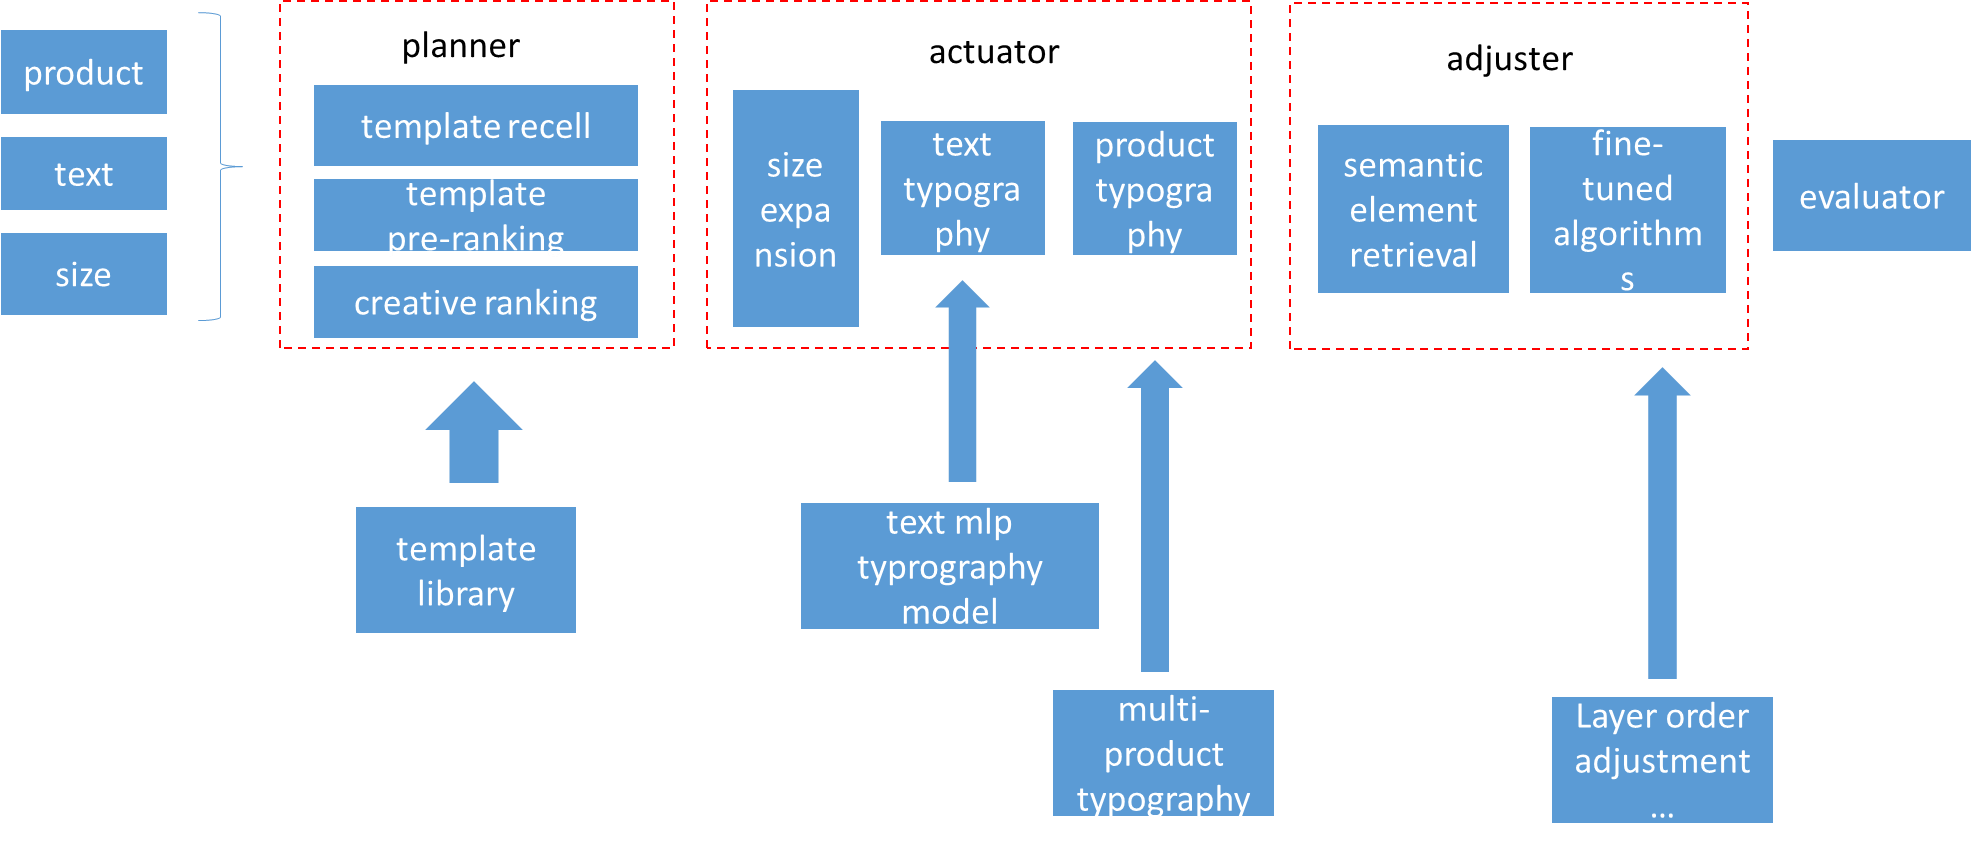 product
text
size
planner
template recell
template
pre-ranking
creative ranking
template
library
actuator
size
expa
nsion
text
typogra
phy
product
typogra
phy
text mlp
typrography
model
multi-
product
typography
adjuster
semantic
element
retrieval
fine-
tuned
algorithm
s
Layer order
adjustment
...
evaluator